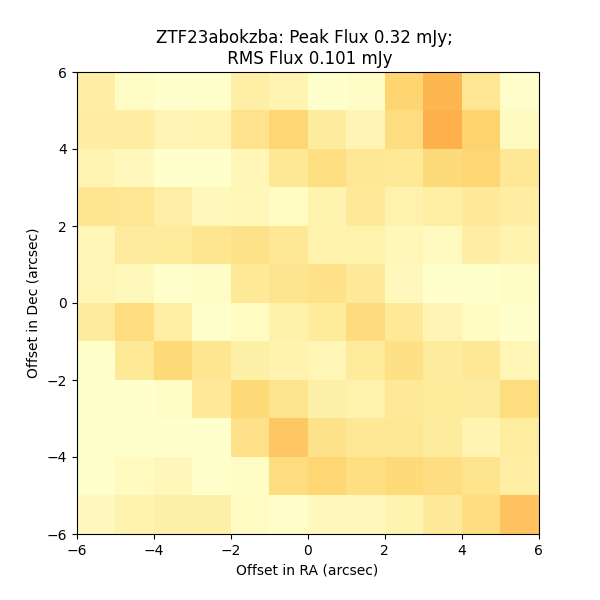 ZTF23abokzba: Peak Flux 0.32 mJy;
RMS Flux 0.101 mJy
6
4
2
0
−2
−4
−6
Offset in Dec (arcsec)
−6 −4 −2 0 2 4 6
Offset in RA (arcsec)